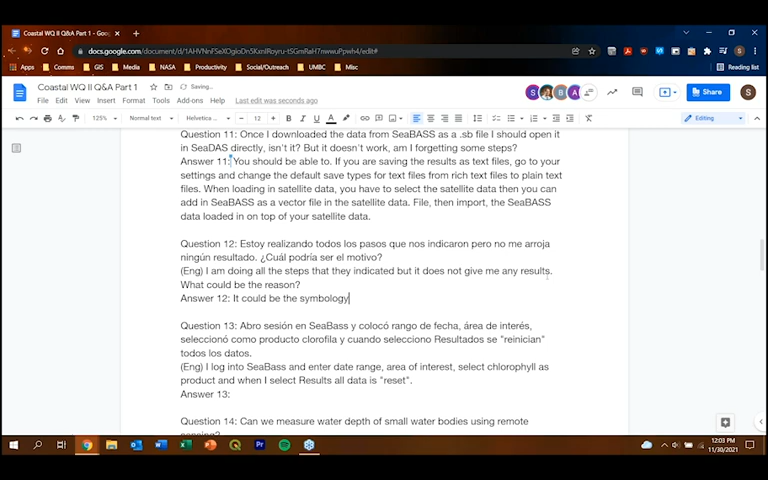 Coastal WQ II Q&A Part 1 - Goo
docs.google.com
Apps Comms GIS Media NASA Productivity Social/Outreach UMBC Misc Reading list
Coastal WQ II Q&A Part 1 Saving...
File Edit View Insert Format Tools Add-ons Help Last edit was seconds ago
S B A Share S
125% Normal text Helvetica... 12 B I U A Editing
Question 11: Once I downloaded the data from SeaBASS as a .sb file I should open it
in SeaDAS directly, isn't it? But it doesn't work, am I forgetting some steps?
Answer 11: You should be able to. If you are saving the results as text files, go to your
settings and change the default save types for text files from rich text files to plain text
files. When loading in satellite data, you have to select the satellite data then you can
add in SeaBASS as a vector file in the satellite data. File, then import, the SeaBASS
data loaded in on top of your satellite data.
Question 12: Estoy realizando todos los pasos que nos indicaron pero no me arroja
ningún resultado. ¿Cuál podría ser el motivo?
(Eng) I am doing all the steps that they indicated but it does not give me any results.
What could be the reason?
Answer 12: It could be the symbology
Question 13: Abro sesión en SeaBass y colocó rango de fecha, área de interés,
seleccionó como producto clorofila y cuando selecciono Resultados se "reinician"
todos los datos.
(Eng) I log into SeaBass and enter date range, area of interest, select chlorophyll as
product and when I select Results all data is "reset".
Answer 13:
Question 14: Can we measure water depth of small water bodies using remote
sensing?
12:03 PM
11/30/2021